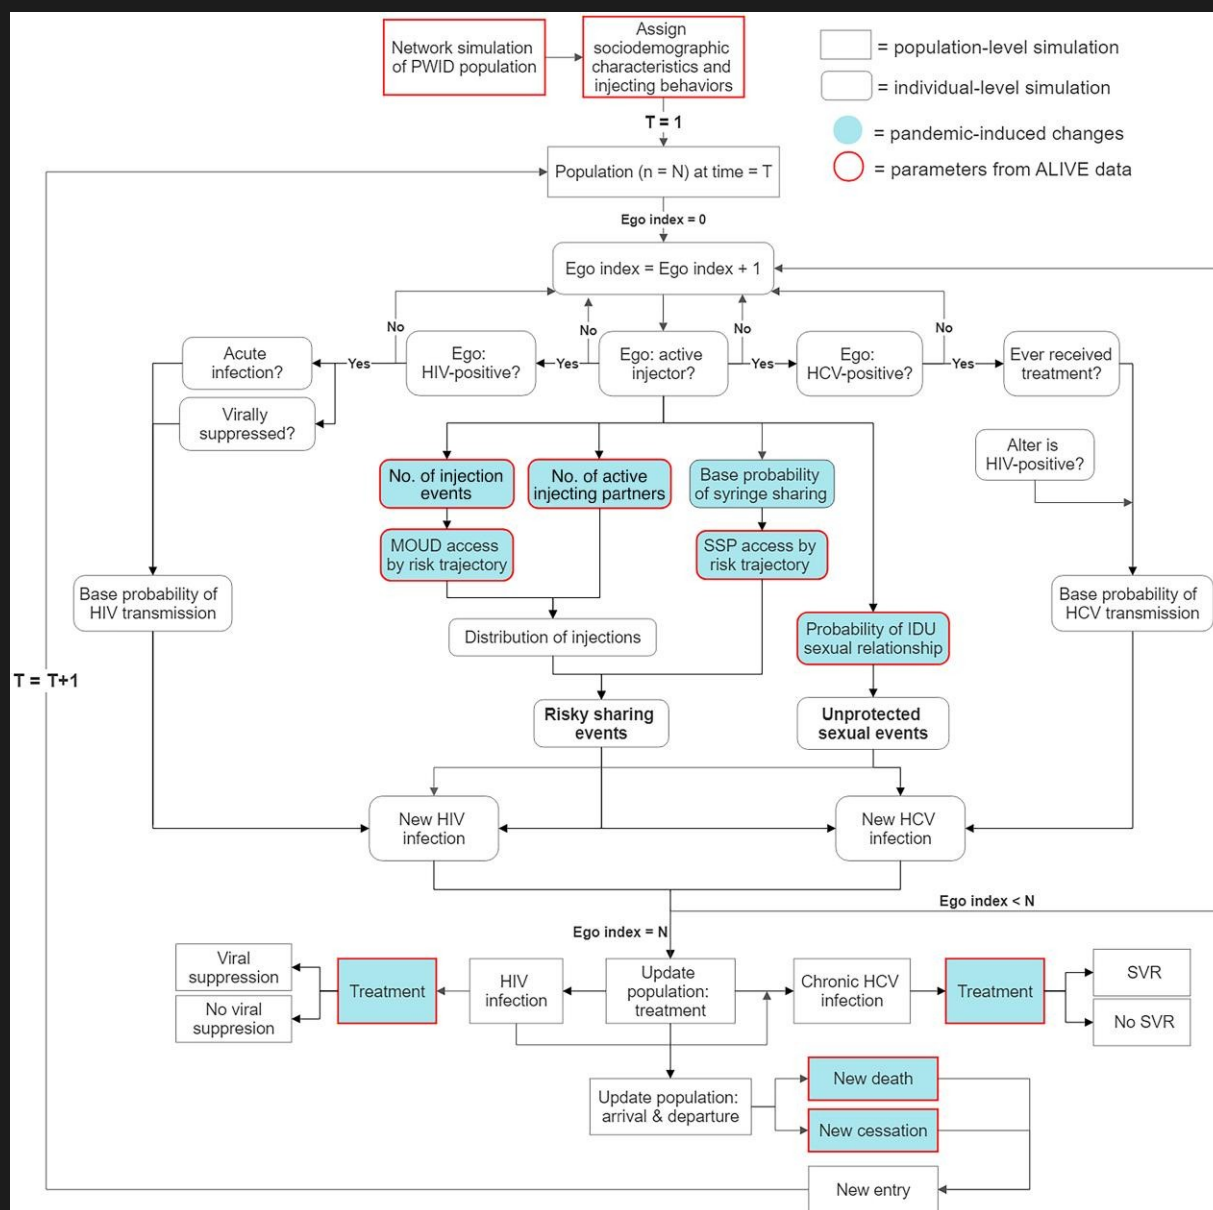 Network simulation
of PWID population
Assign
sociodemographic
characteristics and
injecting behaviors
= population-level simulation
= individual-level simulation
= pandemic-induced changes
= parameters from ALIVE data
T = 1
Population (n = N) at time = T
Ego index = 0
Ego index = Ego index + 1
No
No
No
No
Acute
infection?
Yes
Ego:
HIV-positive?
Yes
Ego: active
injector?
Yes
Ego:
HCV-positive?
Yes
Ever received
treatment?
Virally
suppressed?
Alter is
HIV-positive?
No. of injection
events
No. of active
injecting partners
Base probability
of syringe sharing
MOUD access
by risk trajectory
SSP access by
risk trajectory
Base probability of
HIV transmission
Base probability of
HCV transmission
Distribution of injections
Probability of IDU
sexual relationship
T = T+1
Risky sharing
events
Unprotected
sexual events
New HIV
infection
New HCV
infection
Ego index < N
Ego index = N
Viral
suppression
No viral
suppresion
Treatment
HIV
infection
Update
population:
treatment
Chronic HCV
infection
Treatment
SVR
No SVR
Update population:
arrival & departure
New death
New cessation
New entry